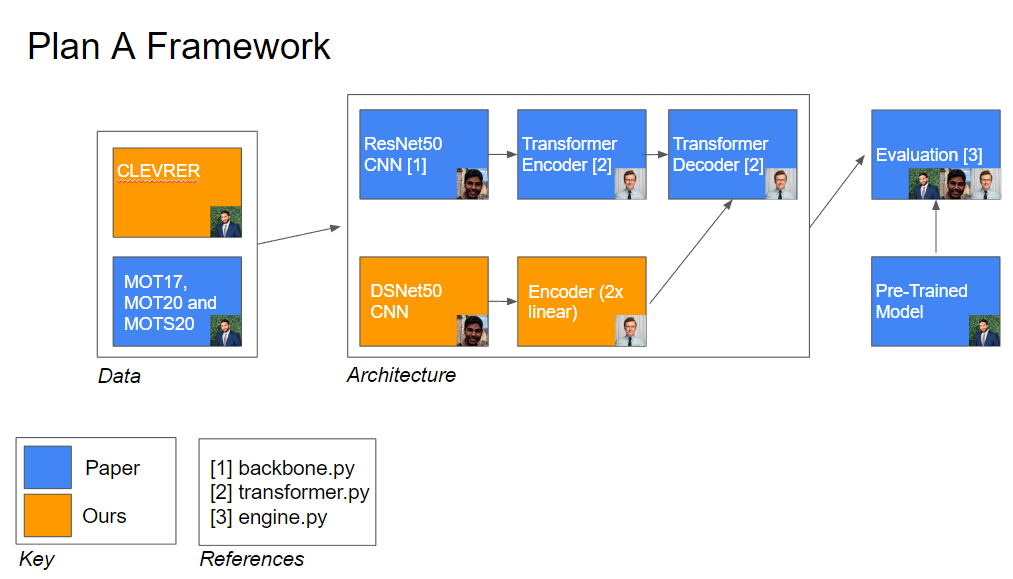 Plan A Framework
CLEVRER
MOT17,
MOT20 and
MOTS20
Data
ResNet50
CNN [1]
Transformer
Encoder [2]
Transformer
Decoder [2]
DSNet50
CNN
Encoder (2x
linear)
Architecture
Evaluation [3]
Pre-Trained
Model
Paper
Ours
Key
[1] backbone.py
[2] transformer.py
[3] engine.py
References